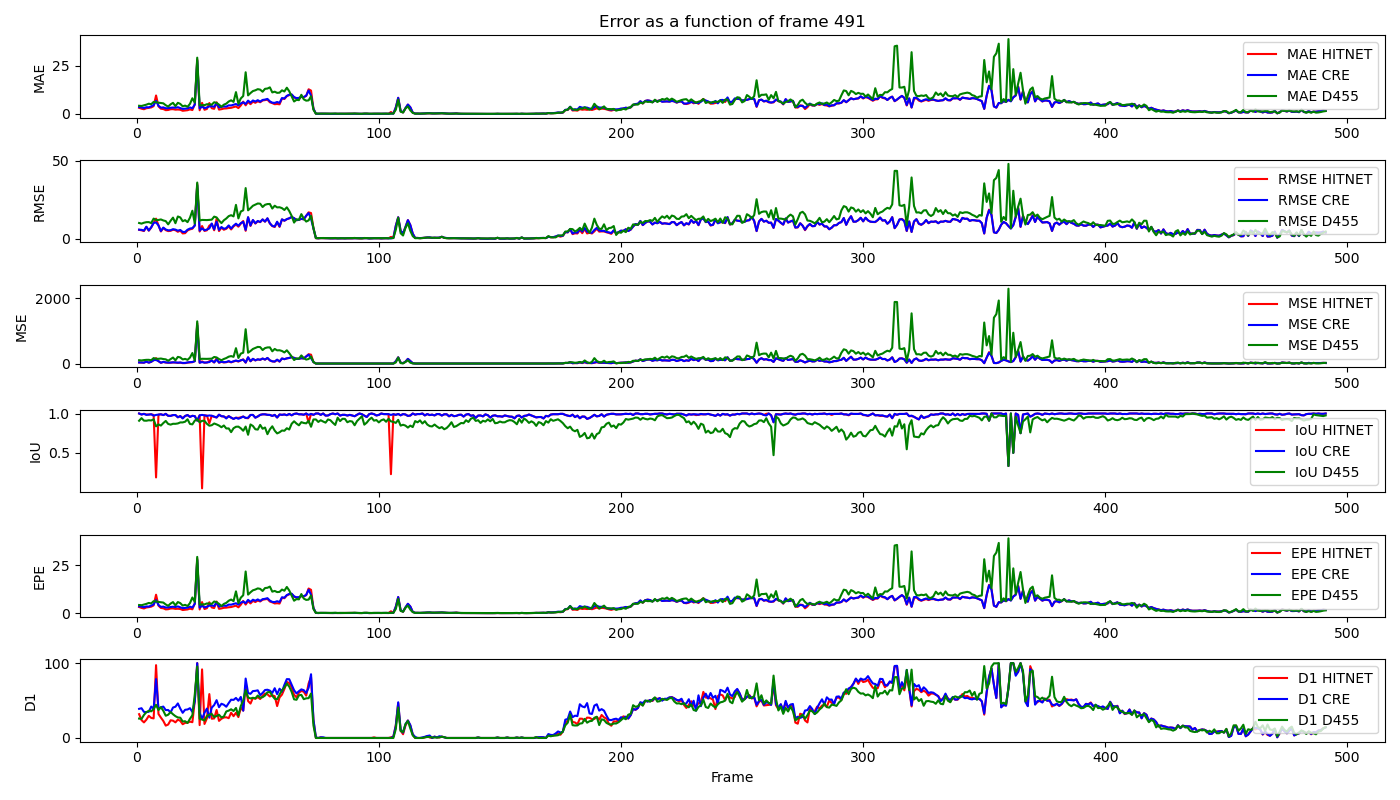 Error as a function of frame 491
MAE
25
0
MAE HITNET
MAE CRE
MAE D455
0 100 200 300 400 500
RMSE
50
0
RMSE HITNET
RMSE CRE
RMSE D455
0 100 200 300 400 500
MSE
2000
0
MSE HITNET
MSE CRE
MSE D455
0 100 200 300 400 500
IoU
1.0
0.5
IoU HITNET
IoU CRE
IoU D455
0 100 200 300 400 500
EPE
25
0
EPE HITNET
EPE CRE
EPE D455
0 100 200 300 400 500
D1
100
0
D1 HITNET
D1 CRE
D1 D455
0 100 200 300 400 500
Frame